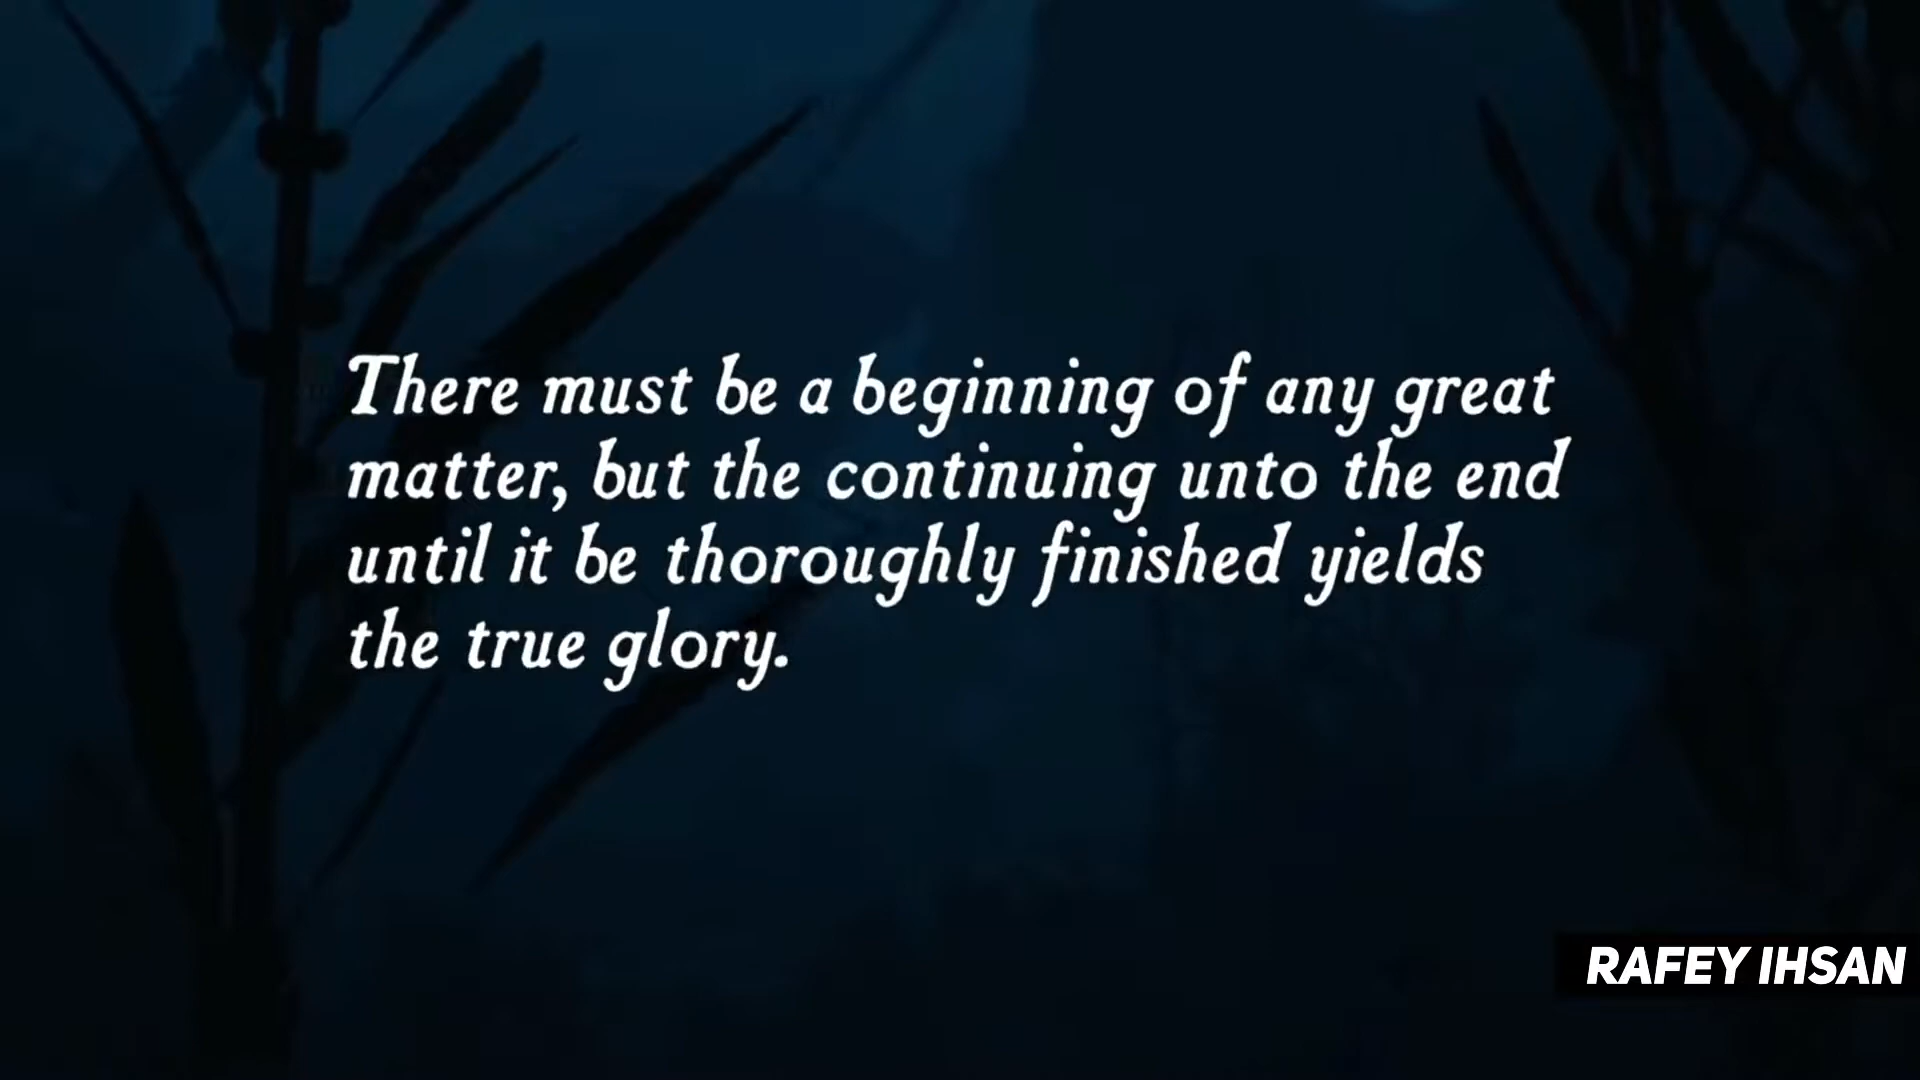 There must be a beginning of any great
matter, but the continuing unto the end
until it be thoroughly finished yields
the true glory.
RAFEY IHSAN